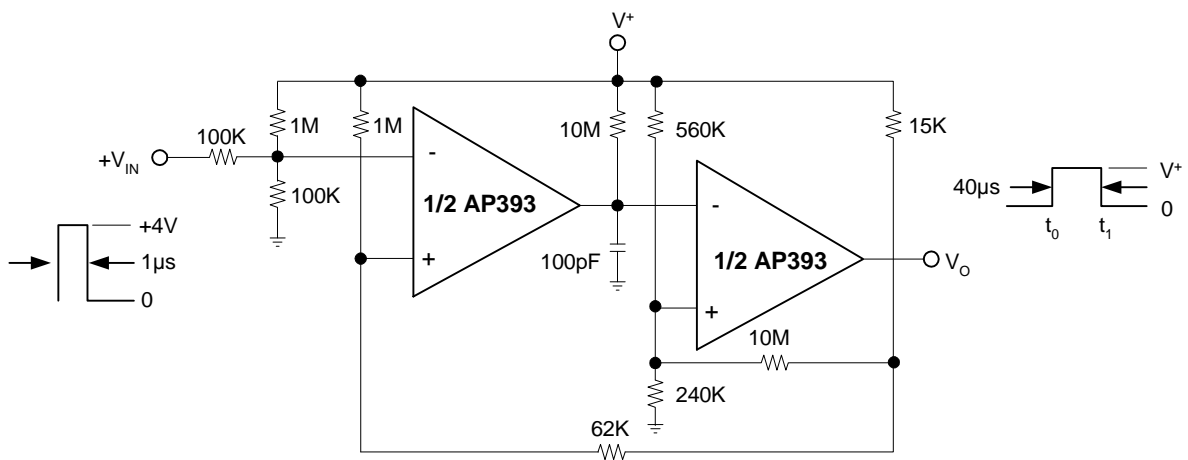 V+
1M
1M
10M
560K
15K
100K
+VIN
-
-
100K
1/2 AP393
40µs
V+
0
t0
t1
+4V
1µs
0
+
100pF
1/2 AP393
VO
+
10M
240K
62K